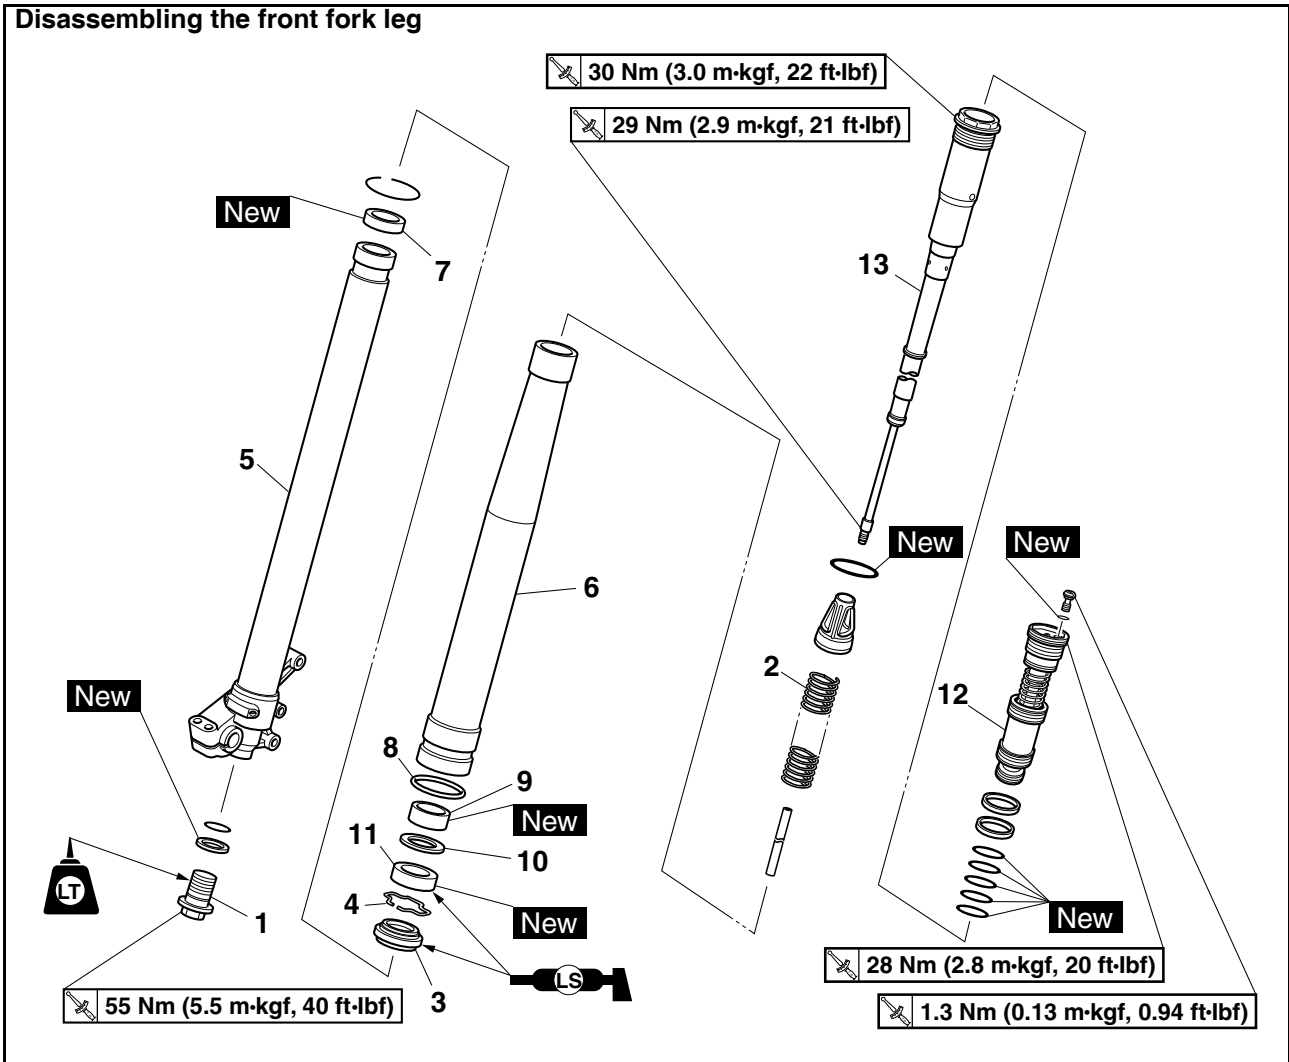 Disassembling the front fork leg
30 Nm (3.0 m•kgf, 22 ft•lbf)
29 Nm (2.9 m•kgf, 21 ft•lbf)
New
7
13
5
6
New
New
2
12
New
8
9
New
11
10
4
New
New
LT
1
3
LS
28 Nm (2.8 m•kgf, 20 ft•lbf)
55 Nm (5.5 m•kgf, 40 ft•lbf)
1.3 Nm (0.13 m•kgf, 0.94 ft•lbf)